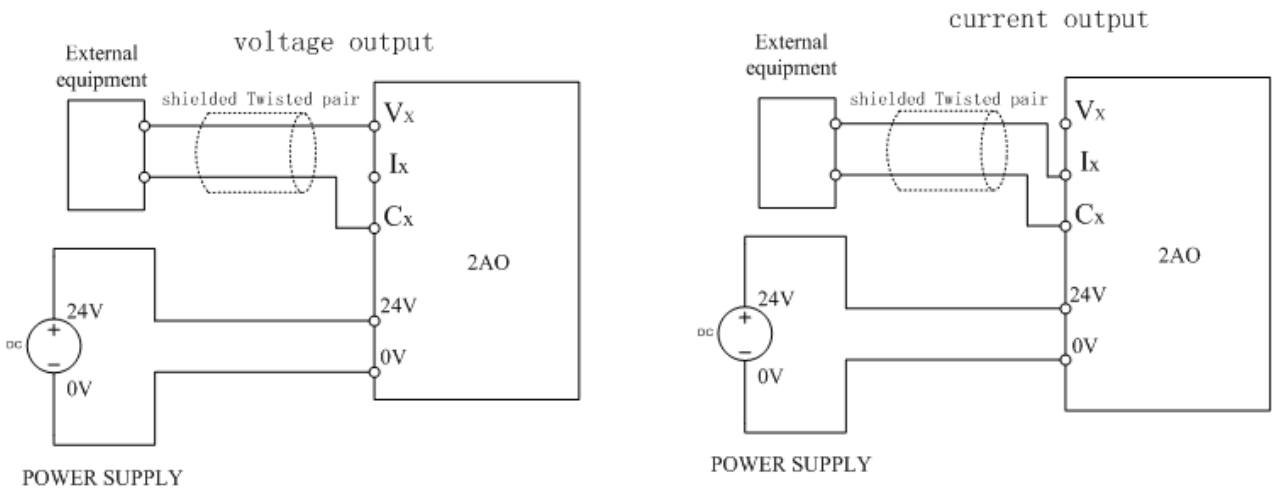 voltage output
External
equipment
shielded Twisted pair
Vx
Ix
Cx
2AO
24V
24V
DC
+
−
0V
0V
POWER SUPPLY
current output
External
equipment
shielded Twisted pair
Vx
Ix
Cx
2AO
24V
24V
DC
+
−
0V
0V
POWER SUPPLY